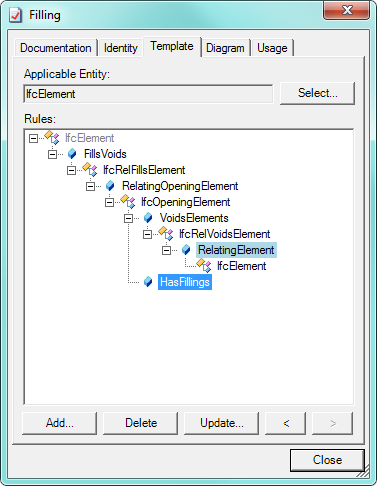 Filling
Documentation Identity Template Diagram Usage
Applicable Entity:
IfcElement Select...
Rules:
IfcElement
FillsVoids
IfcRelFillsElement
RelatingOpeningElement
IfcOpeningElement
VoidsElements
IfcRelVoidsElement
RelatingElement
IfcElement
HasFillings
Add... Delete Update... < >
Close